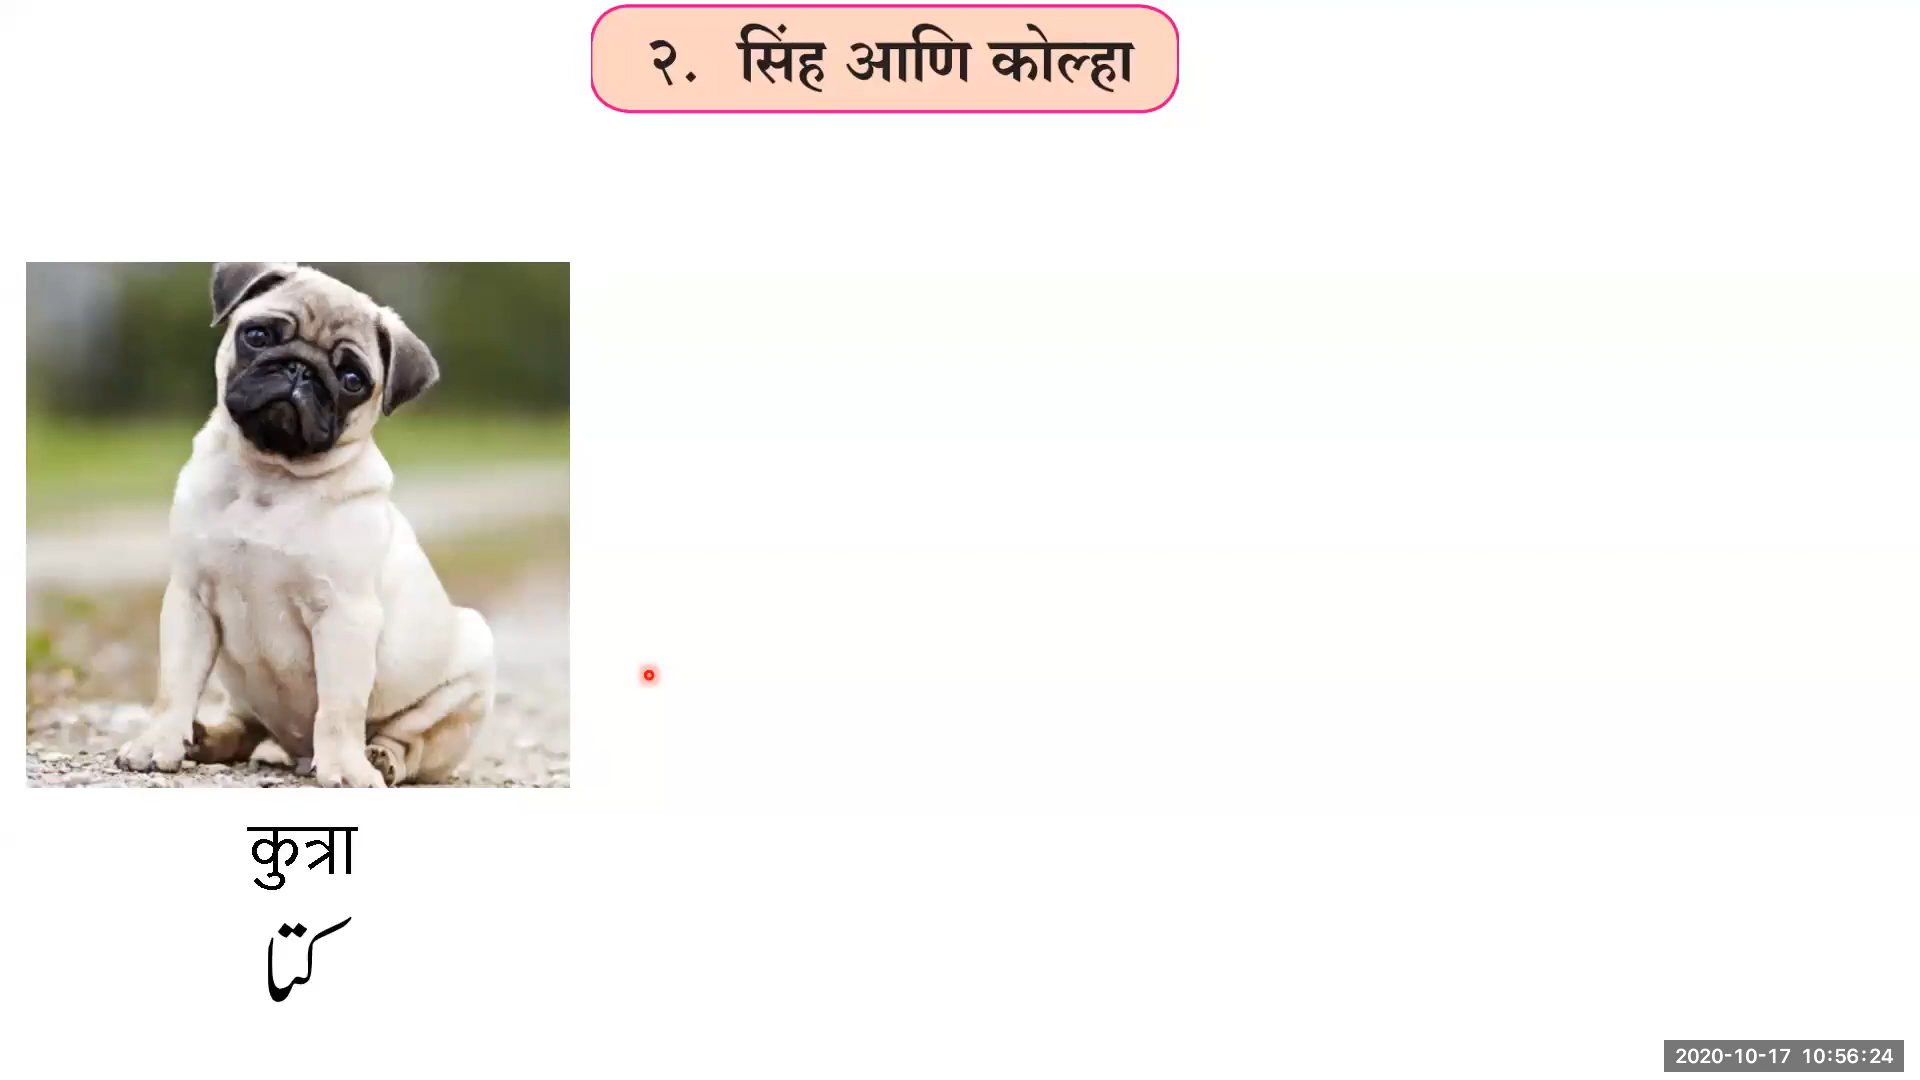 २. सिंह आणि कोल्हा
कुत्रा
کتا
2020-10-17 10:56:24